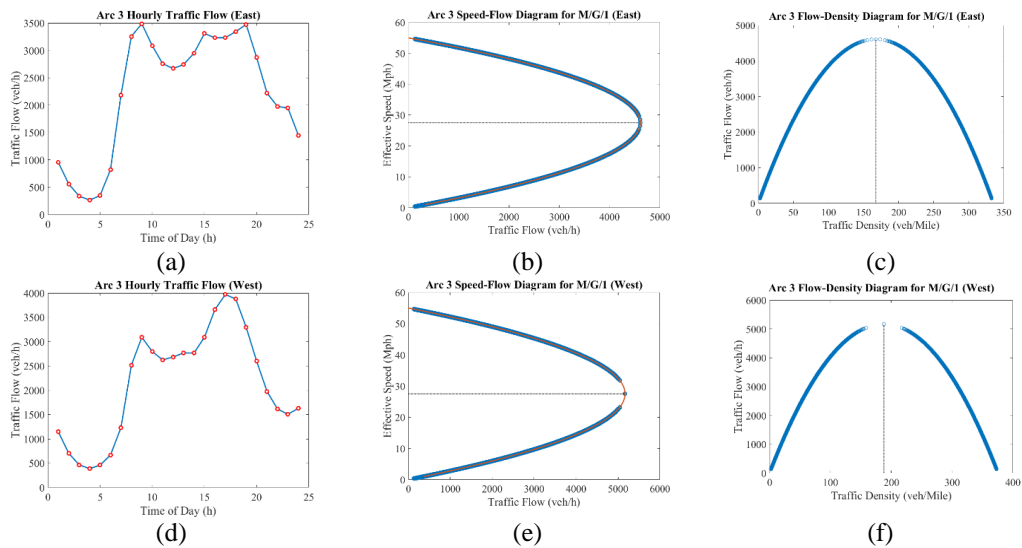 Arc 3 Hourly Traffic Flow (East)
3500
3000
2500
2000
1500
1000
500
0
Traffic Flow (veh/h)
0 5 10 15 20 25
Time of Day (h)
(a)
Arc 3 Speed-Flow Diagram for M/G/1 (East)
60
50
40
30
20
10
0
Effective Speed (Mph)
0 1000 2000 3000 4000 5000
Traffic Flow (veh/h)
(b)
Arc 3 Flow-Density Diagram for M/G/1 (East)
5000
4000
3000
2000
1000
0
Traffic Flow (veh/h)
0 50 100 150 200 250 300 350
Traffic Density (veh/Mile)
(c)
Arc 3 Hourly Traffic Flow (West)
4000
3500
3000
2500
2000
1500
1000
500
0
Traffic Flow (veh/h)
0 5 10 15 20 25
Time of Day (h)
(d)
Arc 3 Speed-Flow Diagram for M/G/1 (West)
60
50
40
30
20
10
0
Effective Speed (Mph)
0 1000 2000 3000 4000 5000 6000
Traffic Flow (veh/h)
(e)
Arc 3 Flow-Density Diagram for M/G/1 (West)
6000
5000
4000
3000
2000
1000
0
Traffic Flow (veh/h)
0 100 200 300 400
Traffic Density (veh/Mile)
(f)